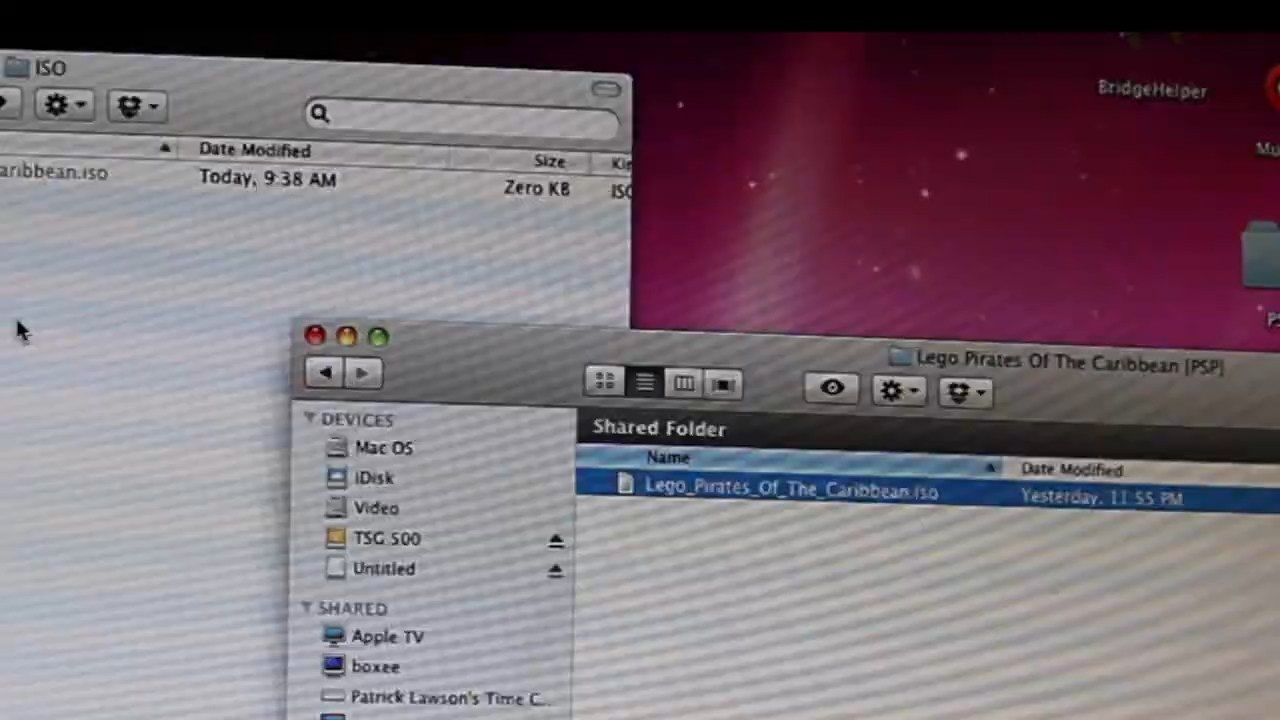 ISO
Date Modified
Size
aribbean.iso
Today, 9:38 AM
Zero KB
BridgeHelper
Lego Pirates Of The Caribbean [PSP]
DEVICES
Mac OS
iDisk
Video
TSG 500
Untitled
SHARED
Apple TV
boxee
Patrick Lawson's Time C...
Shared Folder
Name
Date Modified
Lego_Pirates_Of_The_Caribbean.iso
Yesterday, 11:55 PM